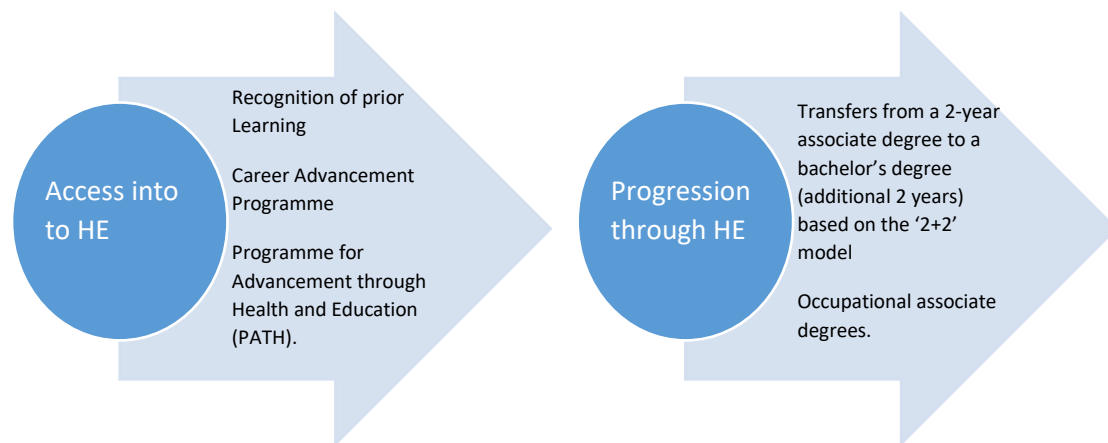 Access into
to HE
Recognition of prior
Learning
Career Advancement
Programme
Programme for
Advancement through
Health and Education
(PATH).
Progression
through HE
Transfers from a 2-year
associate degree to a
bachelor’s degree
(additional 2 years)
based on the ‘2+2’
model
Occupational associate
degrees.